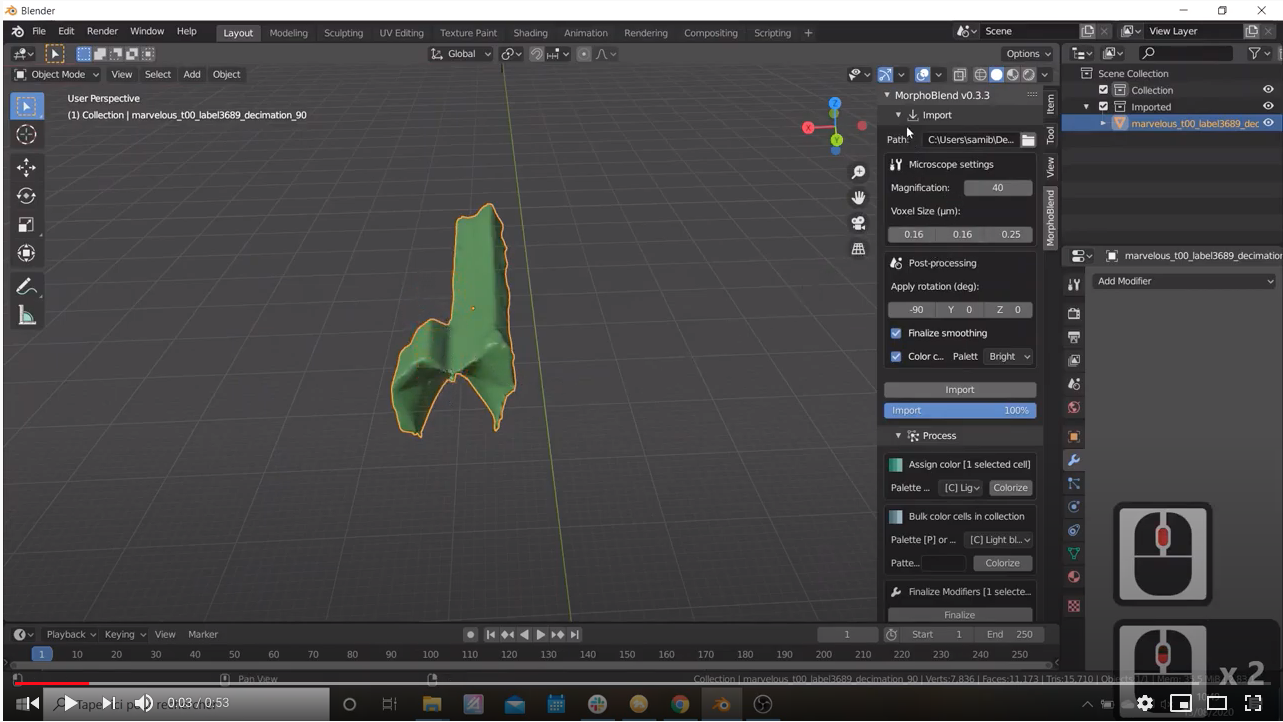 Blender
File Edit Render Window Help Layout Modeling Sculpting UV Editing Texture Paint Shading Animation Rendering Compositing Scripting + Scene View Layer
Global Options
Object Mode View Select Add Object
User Perspective
(1) Collection | marvelous_t00_label3689_decimation_90
Z
X
Y
MorphoBlend v0.3.3
Import
Path: C:\Users\samib\De...
Microscope settings
Magnification: 40
Voxel Size (µm):
0.16 0.16 0.25
Post-processing
Apply rotation (deg):
-90 Y 0 Z 0
Finalize smoothing
Color c... Palett Bright
Import
Import 100%
Process
Assign color [1 selected cell]
Palette ... [C] Lig Colorize
Bulk color cells in collection
Palette [P] or ... [C] Light bl...
Patte... Colorize
Finalize Modifiers [1 selecte...
Finalize
Item
Tool
View
MorphoBlend
Scene Collection
Collection
Imported
marvelous_t00_label3689_dec
marvelous_t00_label3689_decimation
Add Modifier
Playback Keying View Marker 1 Start 1 End 250
1 10 20 30 40 50 60 70 80 90 100 110 120 130 140 150 160 170 180 190 200 210 220 230 240 250
Pan View Collection | marvelous_t00_label3689_decimation_90 | Verts:7,836 | Faces:11,173 | Tris:15,710
x 2
0:03 / 0:53